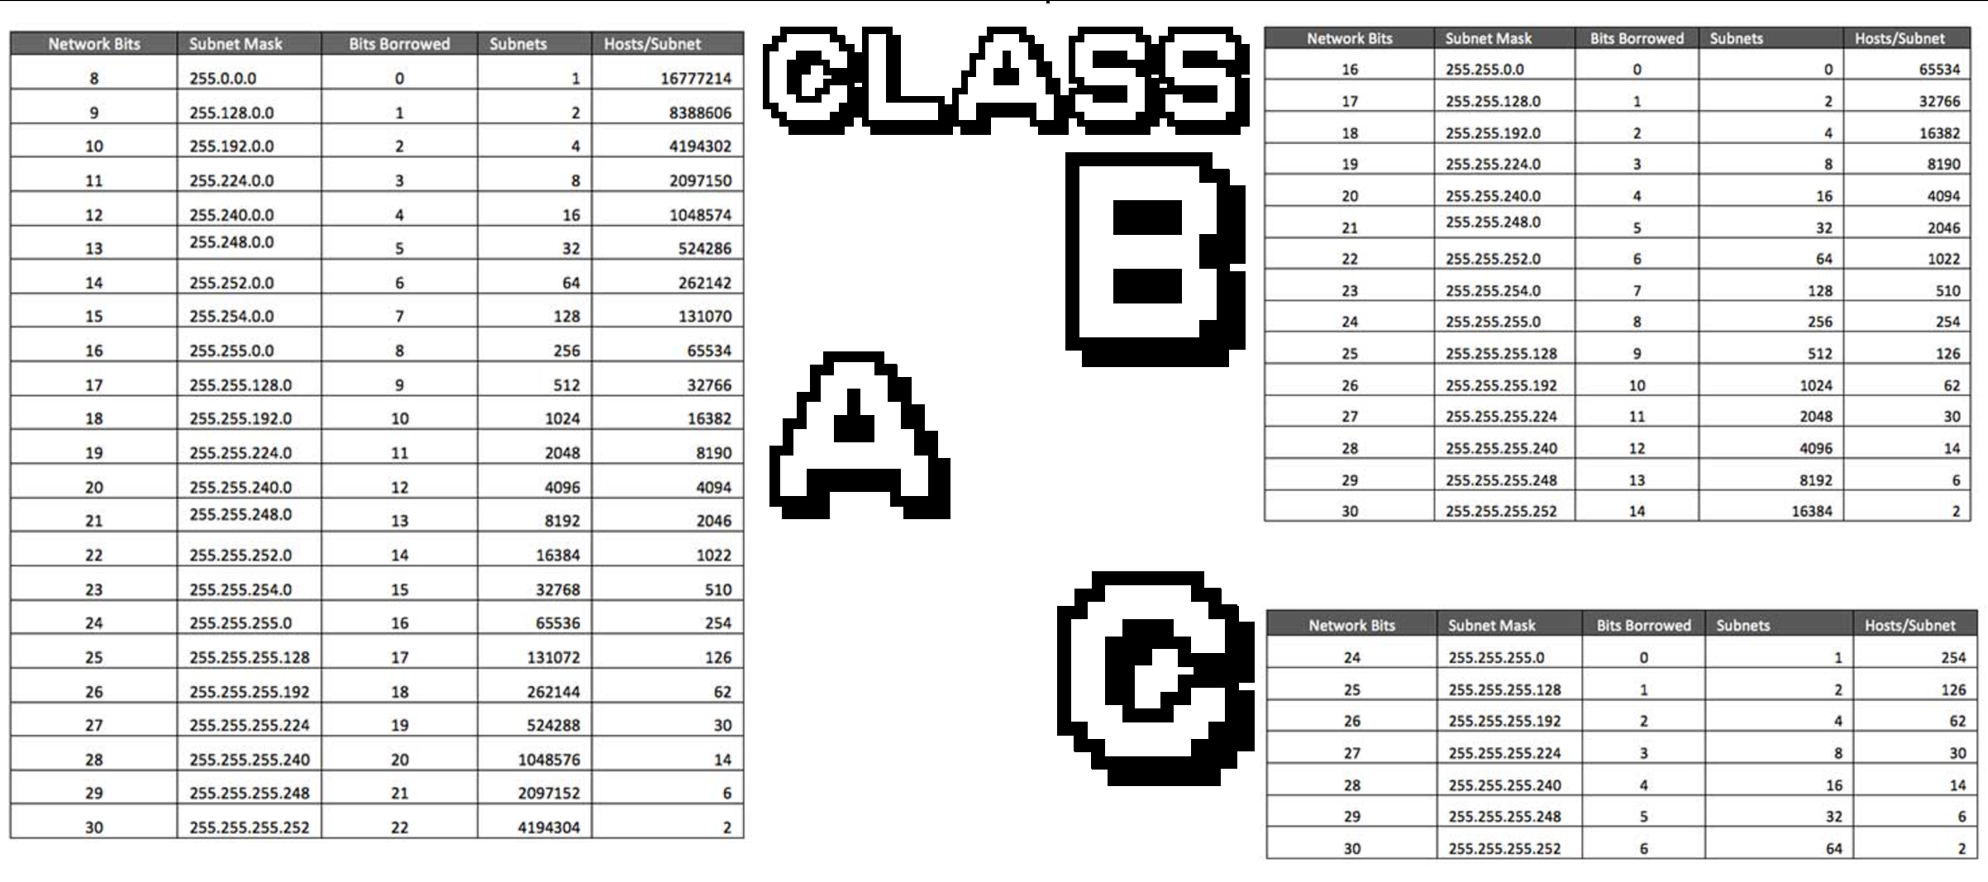 Network Bits Subnet Mask Bits Borrowed Subnets Hosts/Subnet
8 255.0.0.0 0 1 16777214
9 255.128.0.0 1 2 8388606
10 255.192.0.0 2 4 4194302
11 255.224.0.0 3 8 2097150
12 255.240.0.0 4 16 1048574
13 255.248.0.0 5 32 524286
14 255.252.0.0 6 64 262142
15 255.254.0.0 7 128 131070
16 255.255.0.0 8 256 65534
17 255.255.128.0 9 512 32766
18 255.255.192.0 10 1024 16382
19 255.255.224.0 11 2048 8190
20 255.255.240.0 12 4096 4094
21 255.255.248.0 13 8192 2046
22 255.255.252.0 14 16384 1022
23 255.255.254.0 15 32768 510
24 255.255.255.0 16 65536 254
25 255.255.255.128 17 131072 126
26 255.255.255.192 18 262144 62
27 255.255.255.224 19 524288 30
28 255.255.255.240 20 1048576 14
29 255.255.255.248 21 2097152 6
30 255.255.255.252 22 4194304 2
CLASS
A
B
Network Bits Subnet Mask Bits Borrowed Subnets Hosts/Subnet
16 255.255.0.0 0 0 65534
17 255.255.128.0 1 2 32766
18 255.255.192.0 2 4 16382
19 255.255.224.0 3 8 8190
20 255.255.240.0 4 16 4094
21 255.255.248.0 5 32 2046
22 255.255.252.0 6 64 1022
23 255.255.254.0 7 128 510
24 255.255.255.0 8 256 254
25 255.255.255.128 9 512 126
26 255.255.255.192 10 1024 62
27 255.255.255.224 11 2048 30
28 255.255.255.240 12 4096 14
29 255.255.255.248 13 8192 6
30 255.255.255.252 14 16384 2
C
Network Bits Subnet Mask Bits Borrowed Subnets Hosts/Subnet
24 255.255.255.0 0 1 254
25 255.255.255.128 1 2 126
26 255.255.255.192 2 4 62
27 255.255.255.224 3 8 30
28 255.255.255.240 4 16 14
29 255.255.255.248 5 32 6
30 255.255.255.252 6 64 2